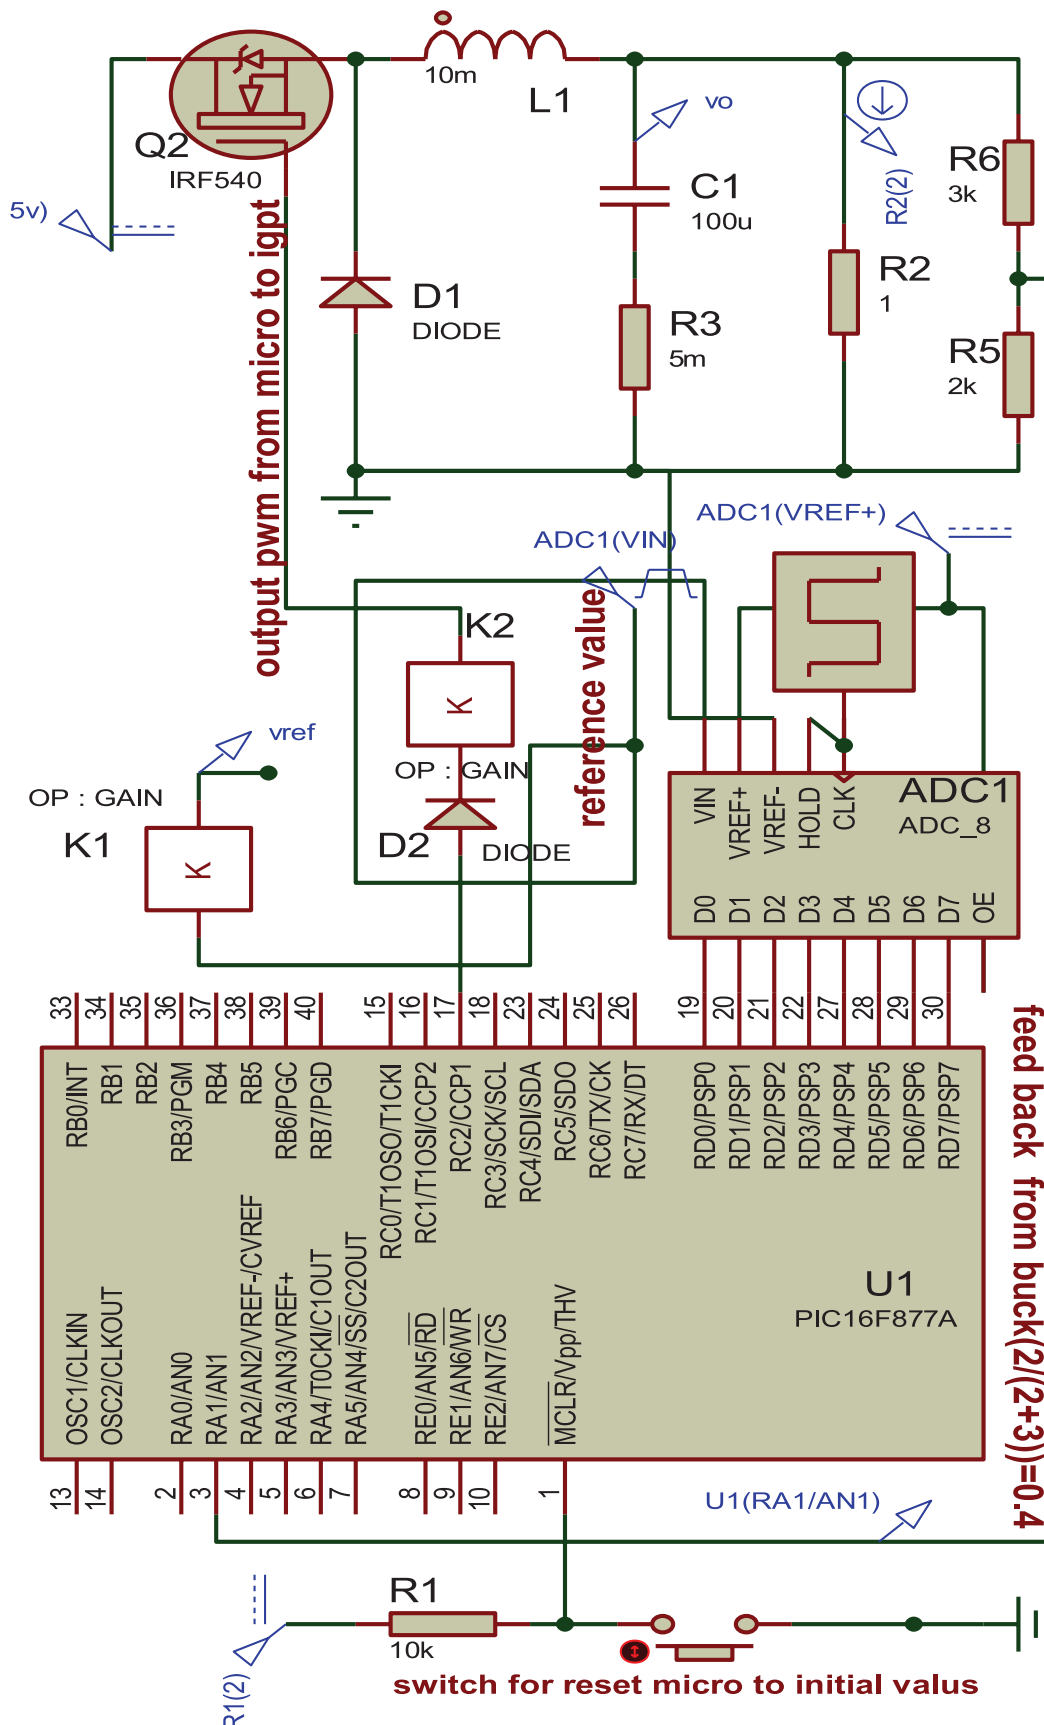 10m
L1
Q2
IRF540
5v)
vo
R2(2)
C1
100u
R6
3k
R2
1
D1
DIODE
R3
5m
R5
2k
output pwm from micro to igpt
ADC1(VREF+)
ADC1(VIN)
reference value
K2
K
OP : GAIN
vref
OP : GAIN
K1
K
D2
DIODE
ADC1
ADC_8
VIN
VREF+
VREF-
HOLD
CLK
D0
D1
D2
D3
D4
D5
D6
D7
OE
33
34
35
36
37
38
39
40
15
16
17
18
23
24
25
26
19
20
21
22
27
28
29
30
RB0/INT
RB1
RB2
RB3/PGM
RB4
RB5
RB6/PGC
RB7/PGD
RC0/T1OSO/T1CKI
RC1/T1OSI/CCP2
RC2/CCP1
RC3/SCK/SCL
RC4/SDI/SDA
RC5/SDO
RC6/TX/CK
RC7/RX/DT
RD0/PSP0
RD1/PSP1
RD2/PSP2
RD3/PSP3
RD4/PSP4
RD5/PSP5
RD6/PSP6
RD7/PSP7
feed back from buck(2/(2+3))=0.4
U1
PIC16F877A
OSC1/CLKIN
OSC2/CLKOUT
RA0/AN0
RA1/AN1
RA2/AN2/VREF-/CVREF
RA3/AN3/VREF+
RA4/T0CKI/C1OUT
RA5/AN4/SS/C2OUT
RE0/AN5/RD
RE1/AN6/WR
RE2/AN7/CS
MCLR/Vpp/THV
13
14
2
3
4
5
6
7
8
9
10
1
U1(RA1/AN1)
R1
10k
R1(2)
switch for reset micro to initial valus